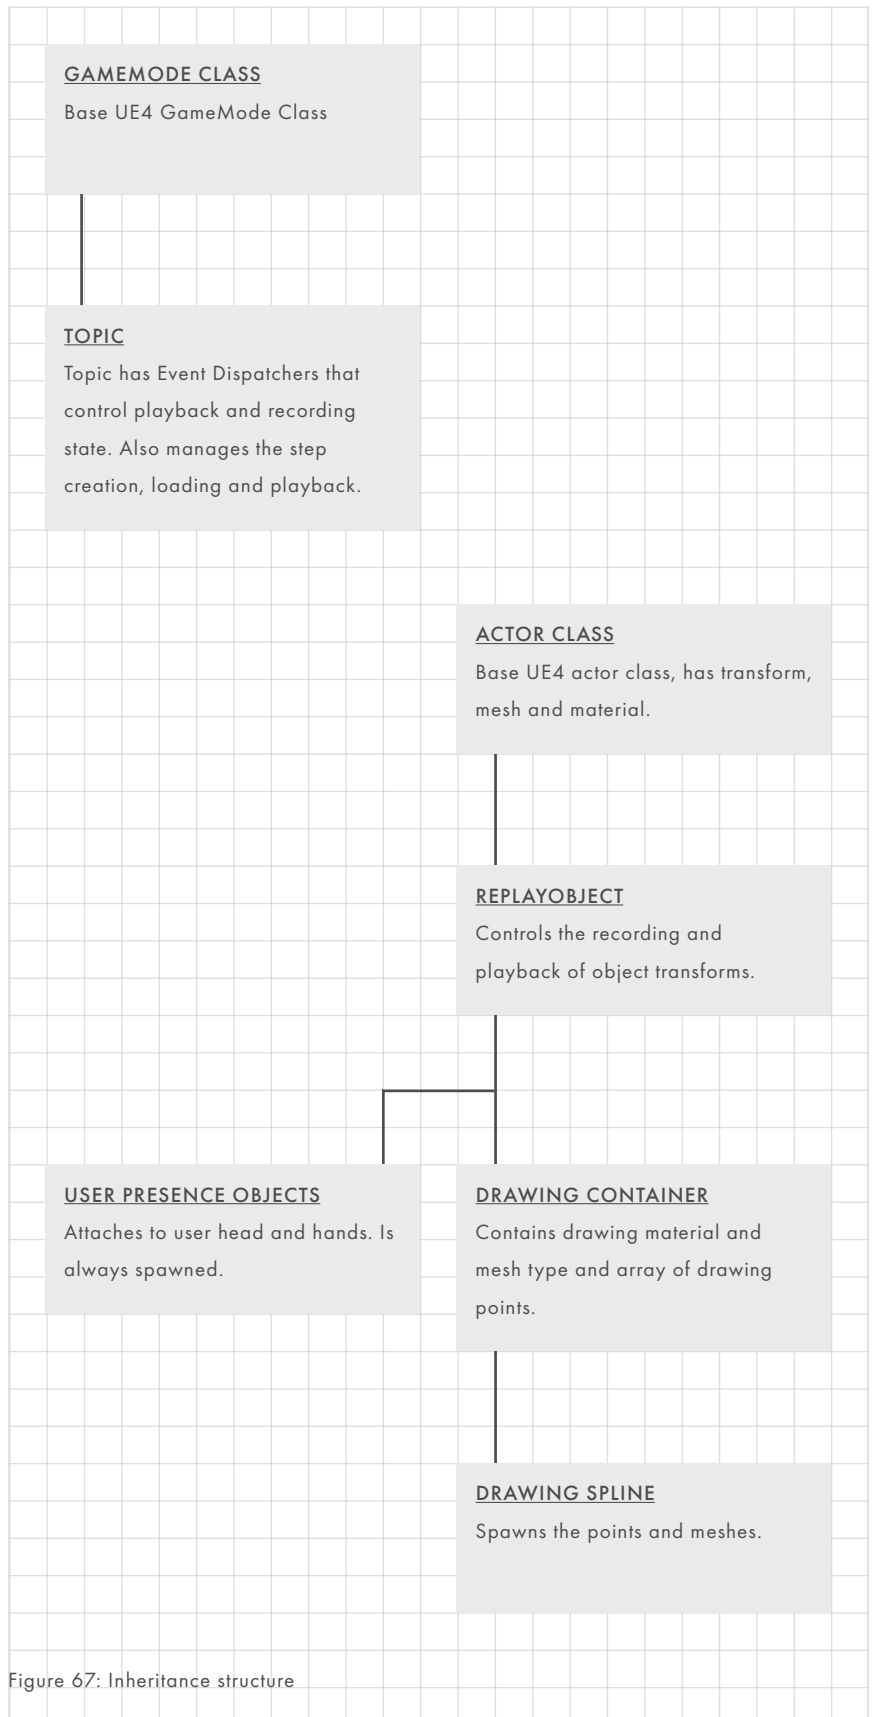 GAMEMODE CLASS
Base UE4 GameMode Class
TOPIC
Topic has Event Dispatchers that
control playback and recording
state. Also manages the step
creation, loading and playback.
ACTOR CLASS
Base UE4 actor class, has transform,
mesh and material.
REPLAYOBJECT
Controls the recording and
playback of object transforms.
USER PRESENCE OBJECTS
Attaches to user head and hands. Is
always spawned.
DRAWING CONTAINER
Contains drawing material and
mesh type and array of drawing
points.
DRAWING SPLINE
Spawns the points and meshes.
Figure 67: Inheritance structure